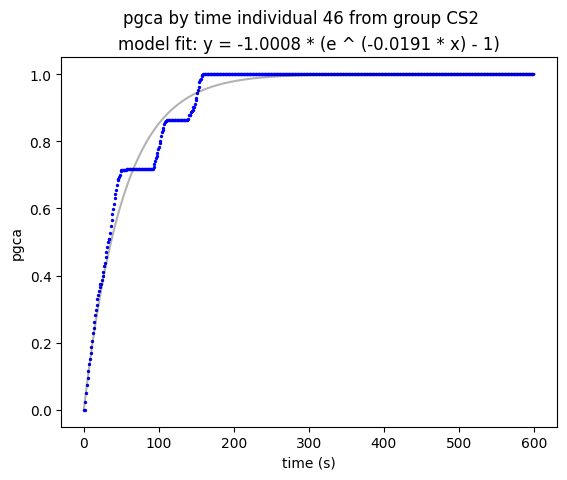 pgca by time individual 46 from group CS2
model fit: y = -1.0008 * (e ^ (-0.0191 * x) - 1)
1.0
0.8
0.6
0.4
0.2
0.0
pgca
0 100 200 300 400 500 600
time (s)